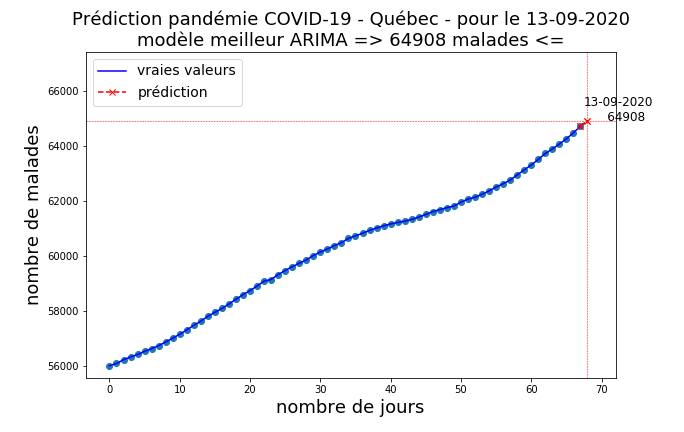 Prédiction pandémie COVID-19 - Québec - pour le 13-09-2020
modèle meilleur ARIMA => 64908 malades <=
vraies valeurs
prédiction
13-09-2020
64908
nombre de malades
66000
64000
62000
60000
58000
56000
0 10 20 30 40 50 60 70
nombre de jours